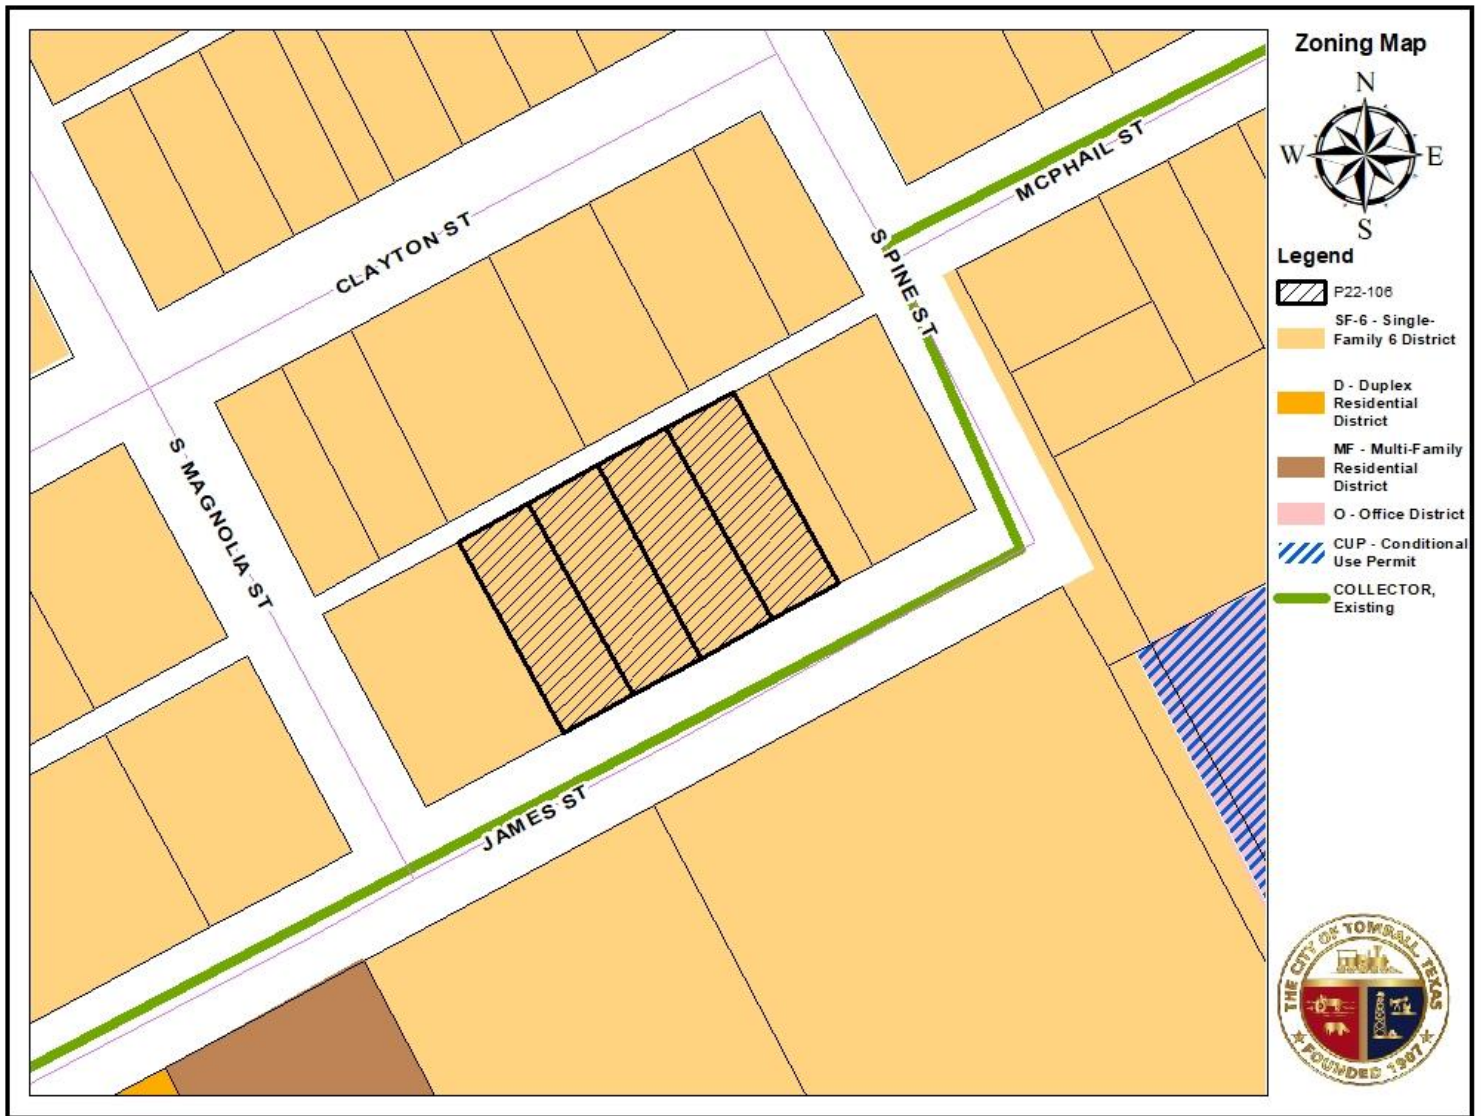 Zoning Map
N
W
E
S
Legend
P22-106
SF-6 - Single-
Family 6 District
D - Duplex
Residential
District
MF - Multi-Family
Residential
District
O - Office District
CUP - Conditional
Use Permit
COLLECTOR,
Existing
MCPHAIL ST
CLAYTON ST
S PINE ST
S MAGNOLIA ST
JAMES ST
THE CITY OF TOMBALL, TEXAS
FOUNDED 1907